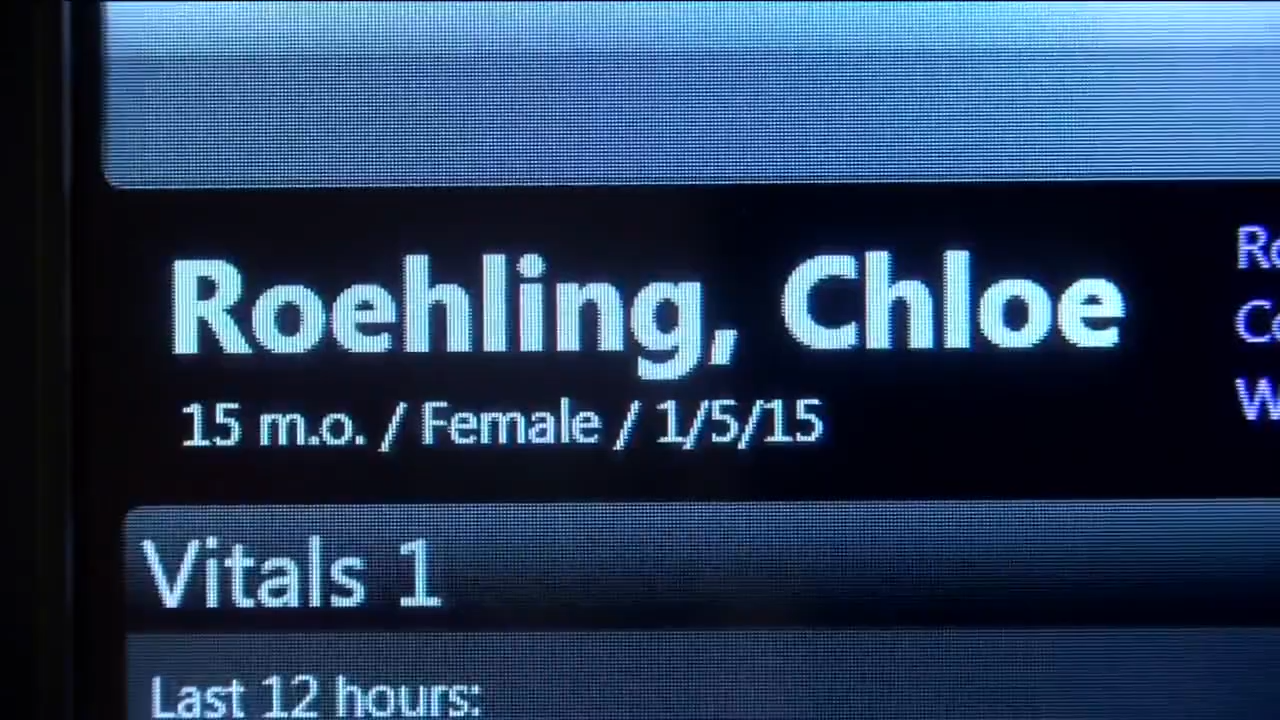 Roehling, Chloe
15 m.o. / Female / 1/5/15
Vitals 1
Last 12 hours: